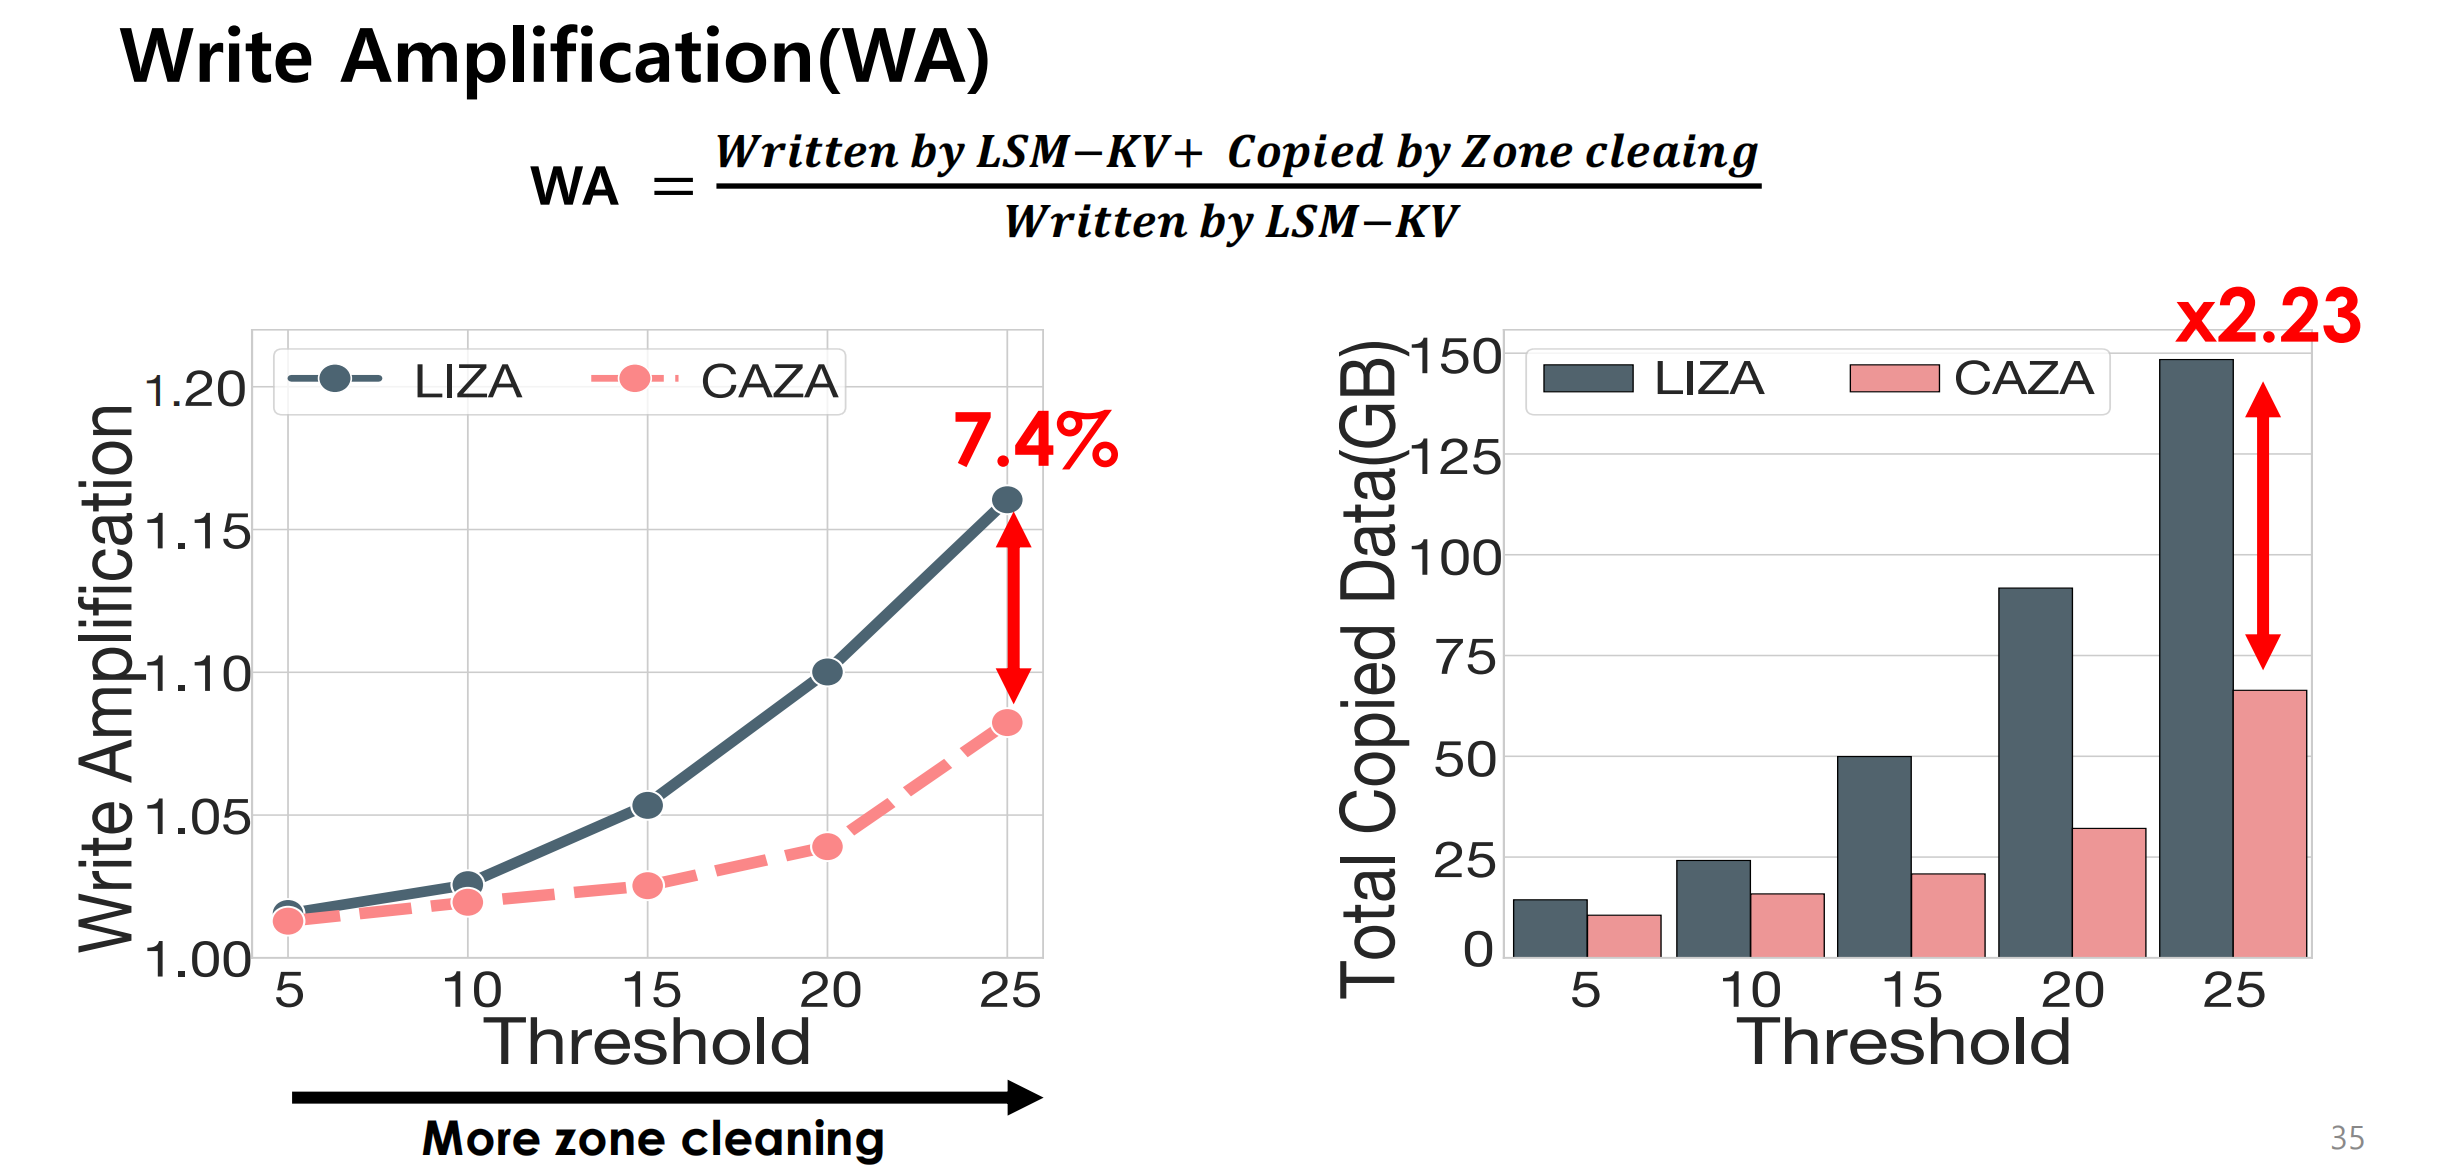 Write Amplification(WA)
WA = Written by LSM−KV+ Copied by Zone cleaing
Written by LSM−KV
1.20
1.15
1.10
1.05
1.00
Write Amplification
LIZA CAZA
7.4%
5 10 15 20 25
Threshold
More zone cleaning
x2.23
150
125
100
75
50
25
0
Total Copied Data(GB)
LIZA CAZA
5 10 15 20 25
Threshold
35